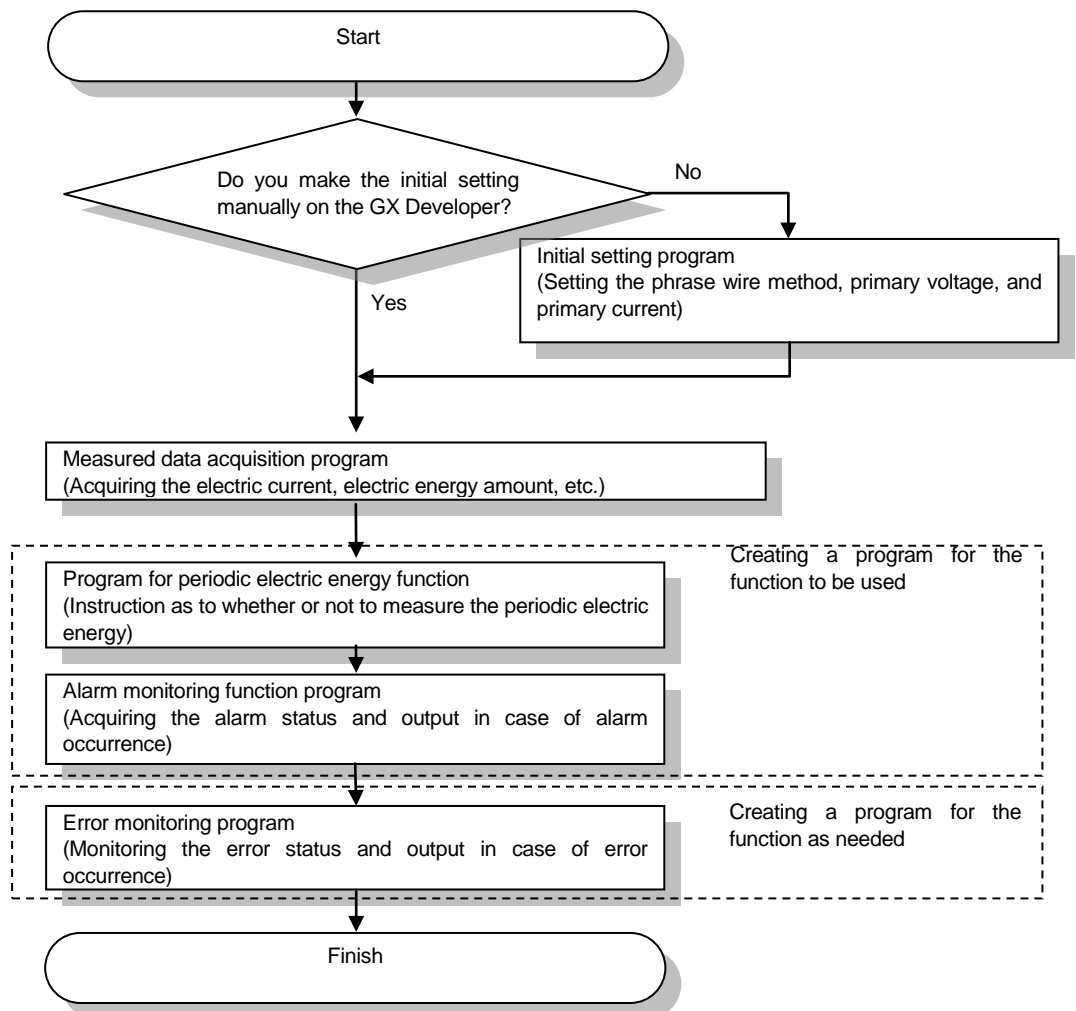 Start
Do you make the initial setting
manually on the GX Developer?
No
Initial setting program
(Setting the phrase wire method, primary voltage, and
primary current)
Yes
Measured data acquisition program
(Acquiring the electric current, electric energy amount, etc.)
Creating a program for the
function to be used
Program for periodic electric energy function
(Instruction as to whether or not to measure the periodic electric
energy)
Alarm monitoring function program
(Acquiring the alarm status and output in case of alarm
occurrence)
Creating a program for the
function as needed
Error monitoring program
(Monitoring the error status and output in case of error
occurrence)
Finish